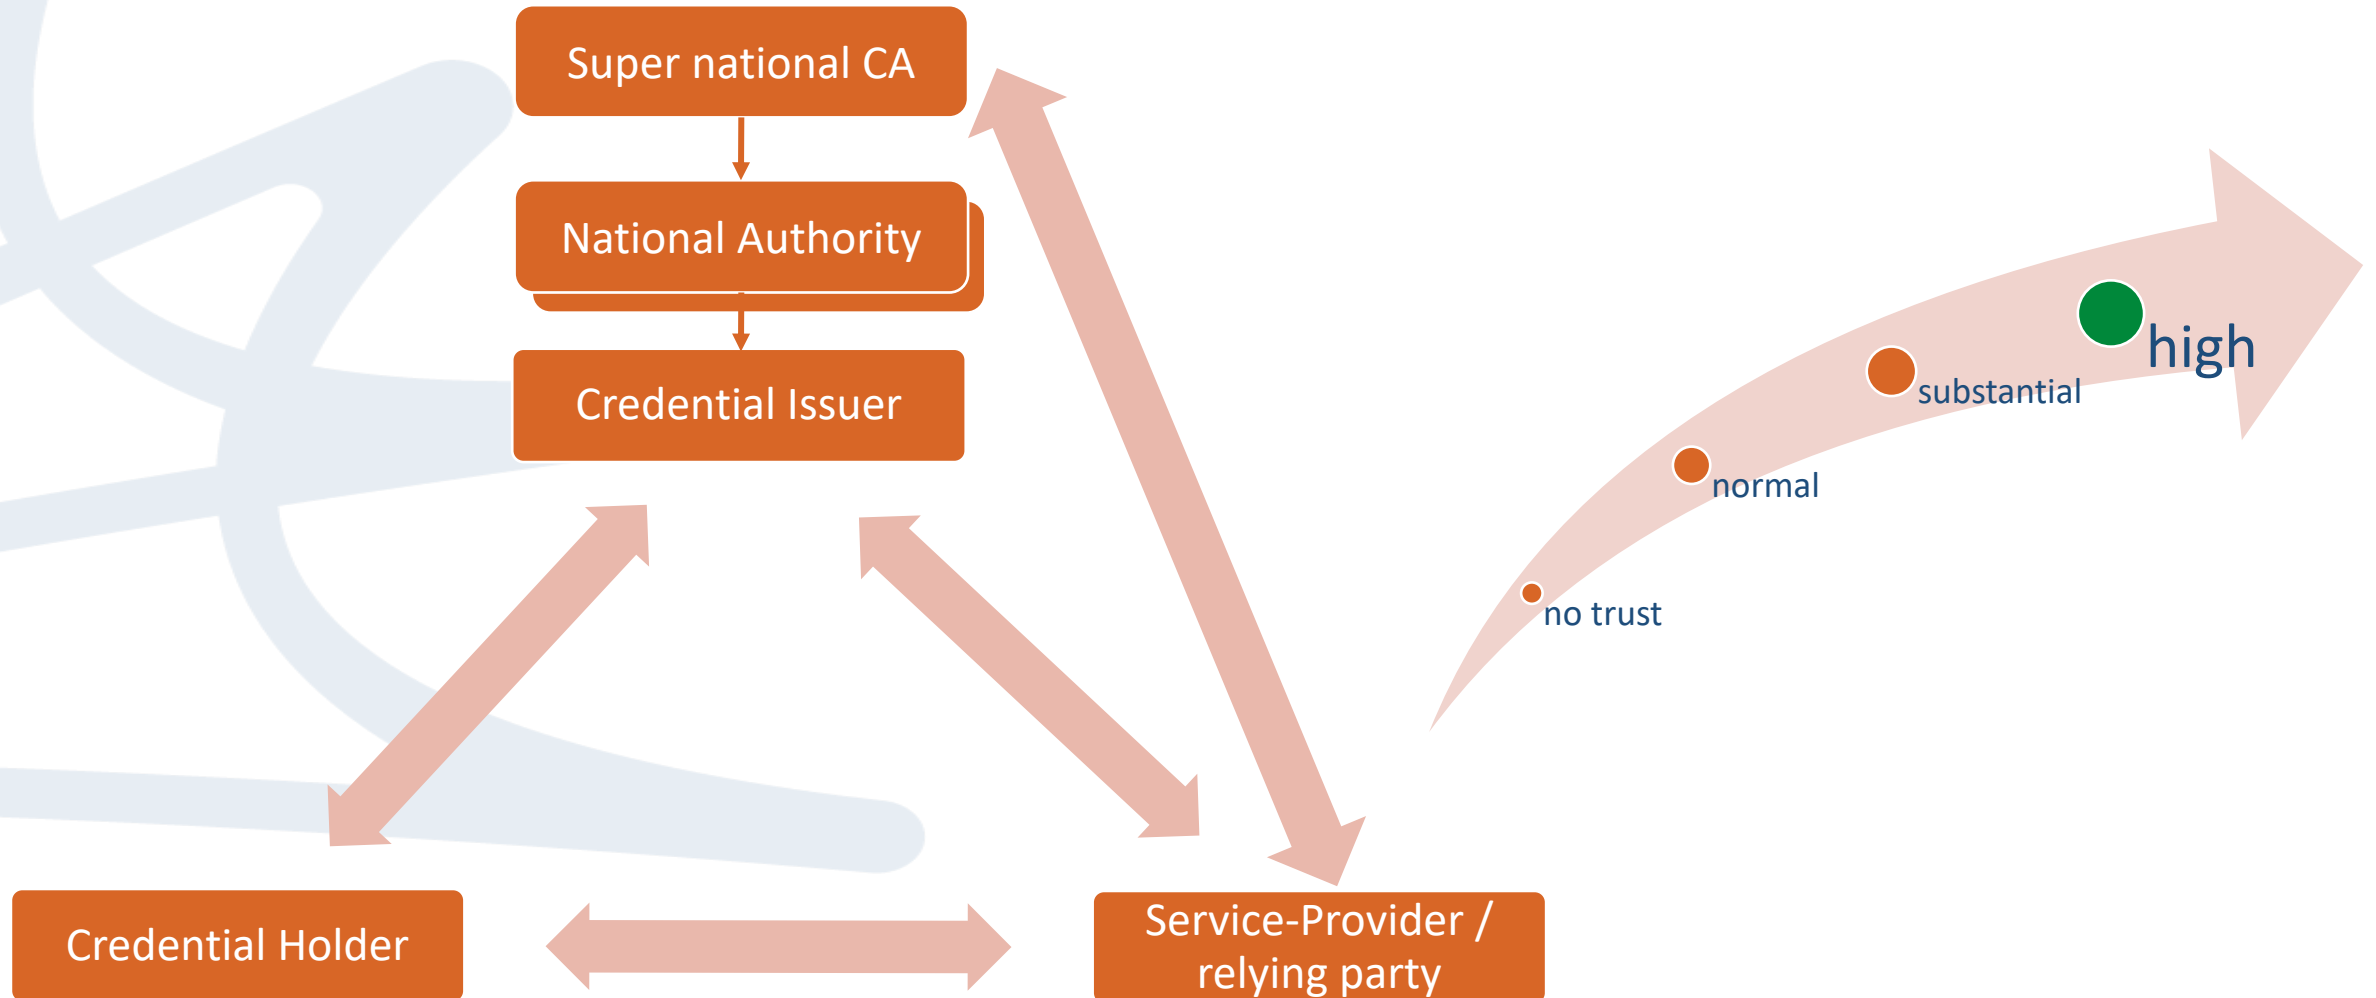 Super national CA
National Authority
Credential Issuer
Credential Holder
Service-Provider /
relying party
high
substantial
normal
no trust